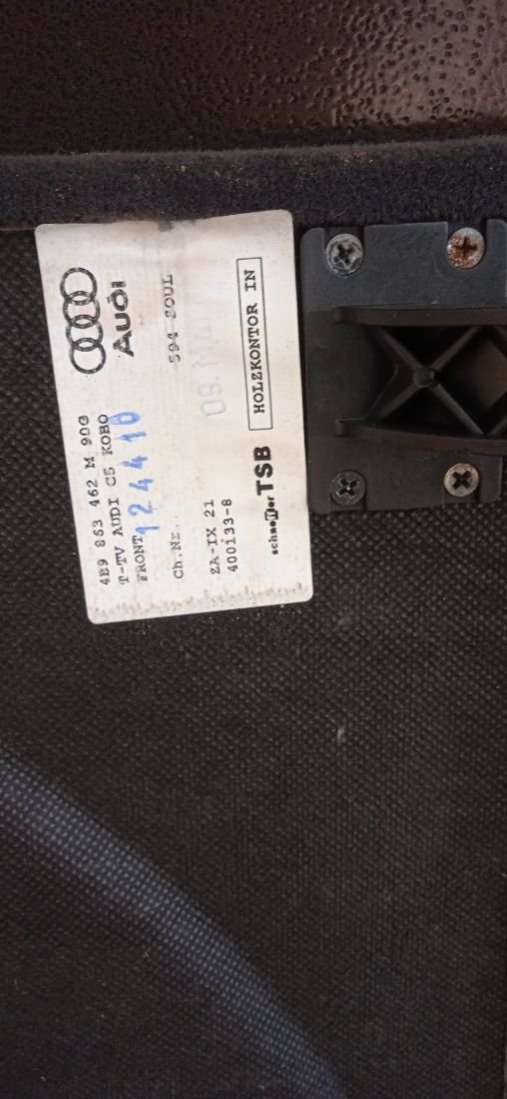 Audi
4B9 863 462 M 90G
T-TV AUDI C5 KOBO
FRONT 124410
594 SOUL
Ch.Nr.
ZA-IX 21
400133-8
TSB
HOLZKONTOR IN